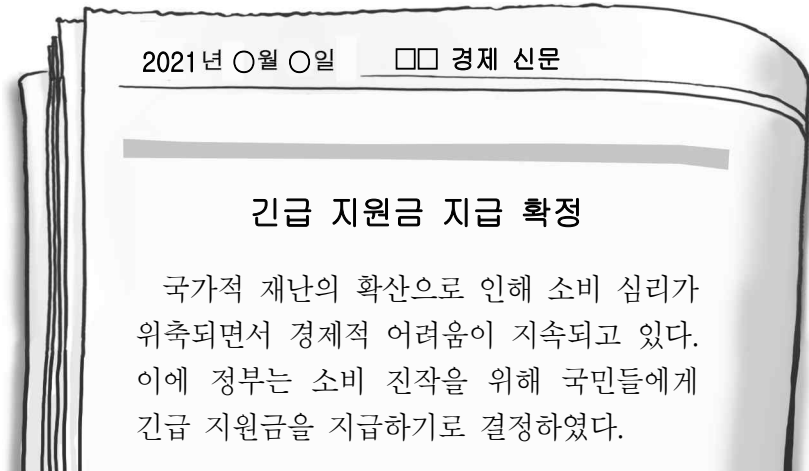 2021년 ○월 ○일 □□ 경제 신문
긴급 지원금 지급 확정
국가적 재난의 확산으로 인해 소비 심리가
위축되면서 경제적 어려움이 지속되고 있다.
이에 정부는 소비 진작을 위해 국민들에게
긴급 지원금을 지급하기로 결정하였다.